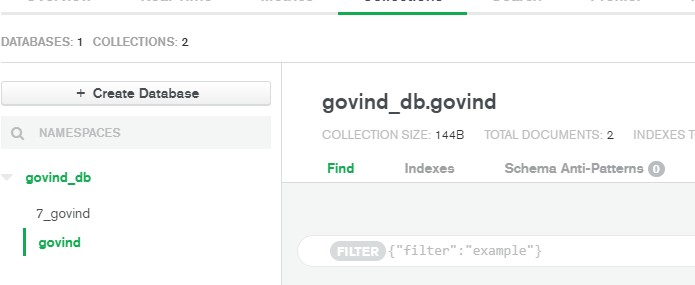 DATABASES: 1 COLLECTIONS: 2
+ Create Database
NAMESPACES
govind_db
7_govind
govind
govind_db.govind
COLLECTION SIZE: 144B TOTAL DOCUMENTS: 2 INDEXES
Find Indexes Schema Anti-Patterns 0
FILTER {"filter":"example"}